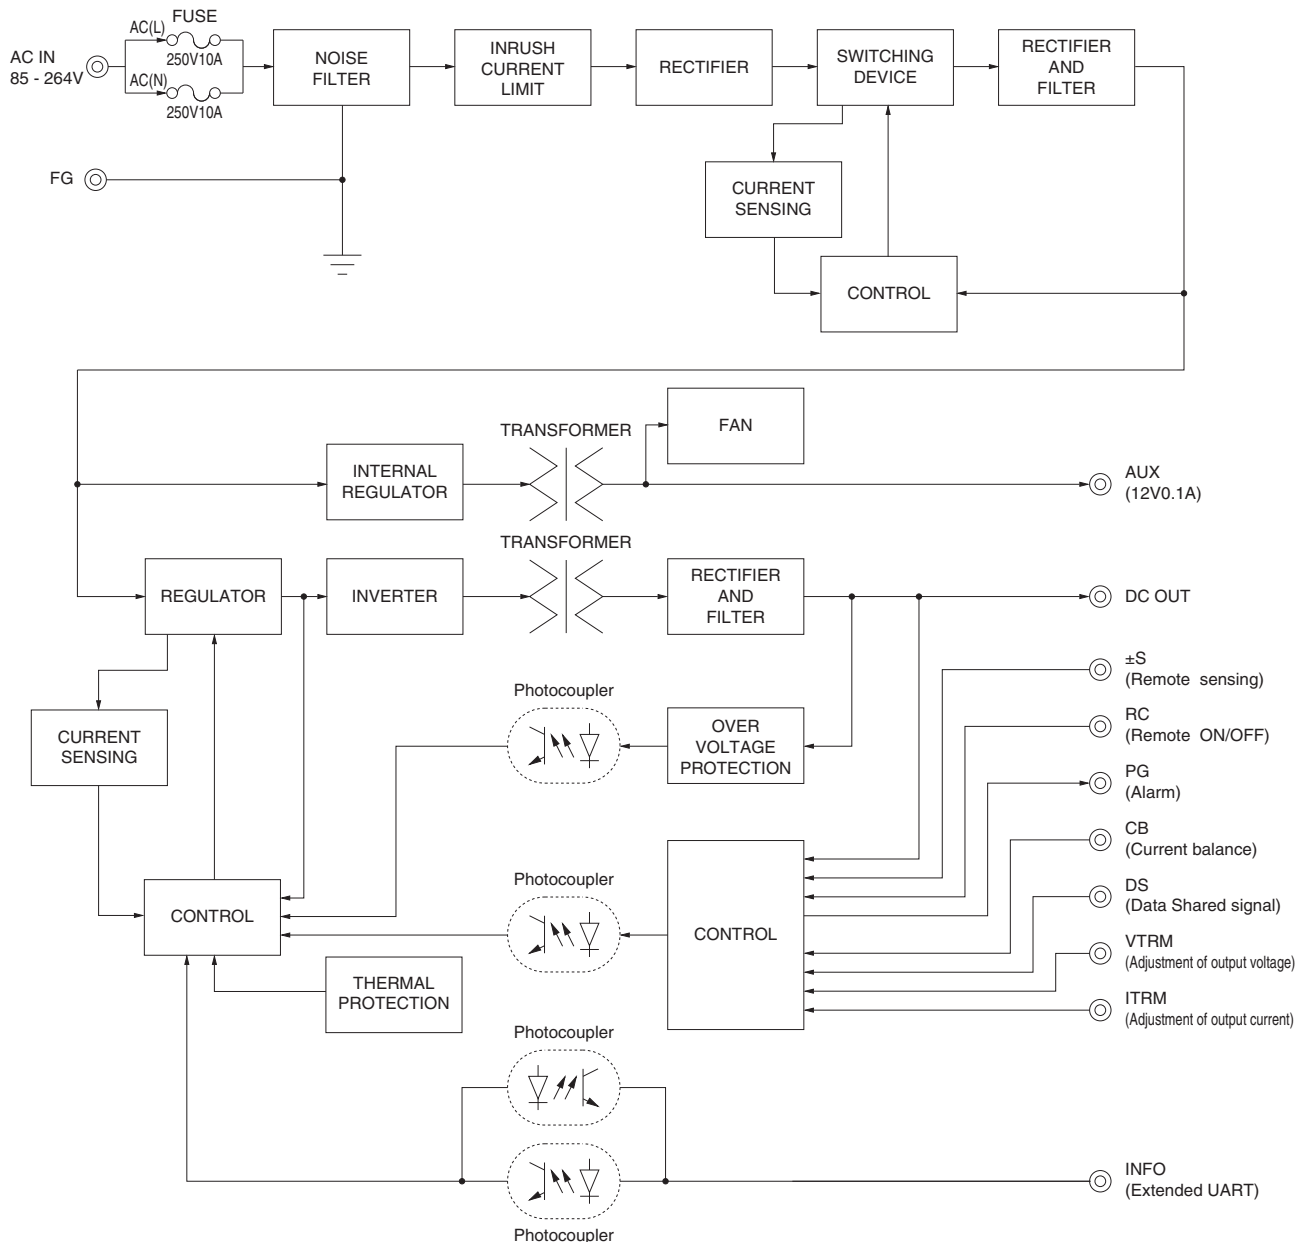 FUSE
AC(L)
AC IN
85 - 264V
250V10A
AC(N)
250V10A
NOISE
FILTER
INRUSH
CURRENT
LIMIT
RECTIFIER
SWITCHING
DEVICE
RECTIFIER
AND
FILTER
FG
CURRENT
SENSING
CONTROL
FAN
TRANSFORMER
INTERNAL
REGULATOR
AUX
(12V0.1A)
TRANSFORMER
REGULATOR
INVERTER
RECTIFIER
AND
FILTER
DC OUT
±S
(Remote sensing)
Photocoupler
CURRENT
SENSING
OVER
VOLTAGE
PROTECTION
RC
(Remote ON/OFF)
PG
(Alarm)
CB
(Current balance)
Photocoupler
CONTROL
CONTROL
DS
(Data Shared signal)
VTRM
(Adjustment of output voltage)
THERMAL
PROTECTION
ITRM
(Adjustment of output current)
Photocoupler
INFO
(Extended UART)
Photocoupler